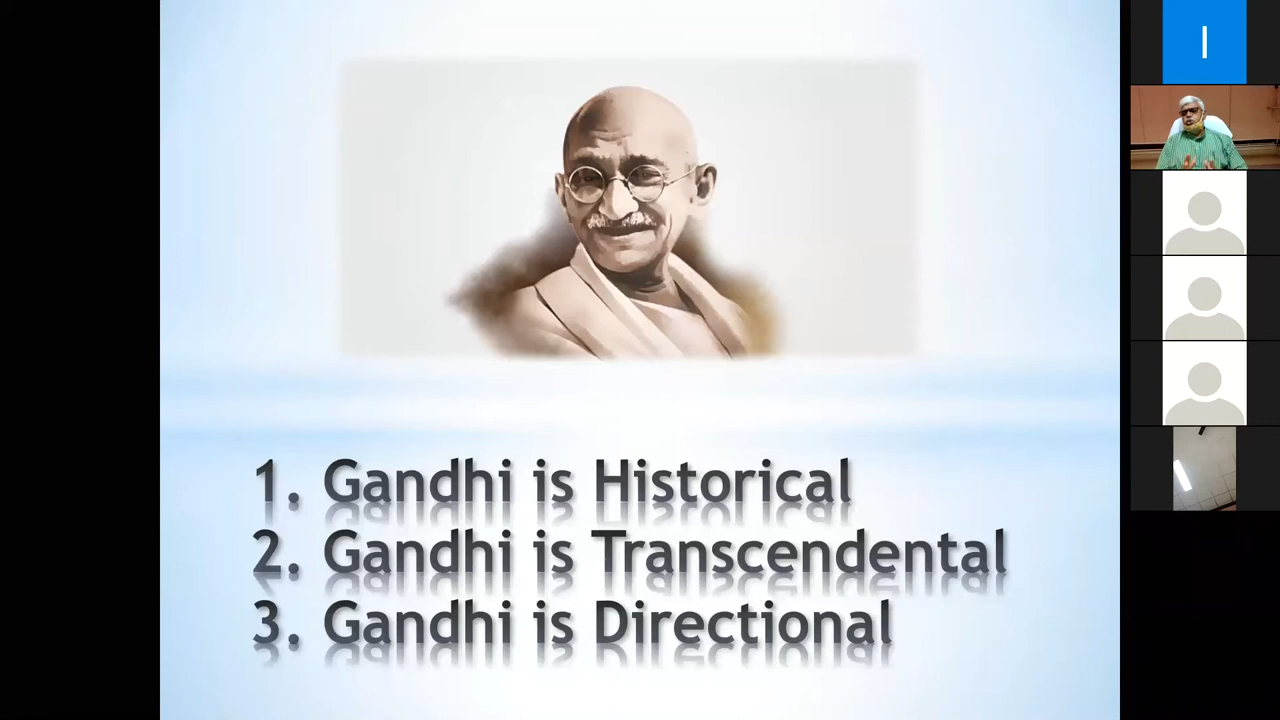 I
1. Gandhi is Historical
2. Gandhi is Transcendental
3. Gandhi is Directional